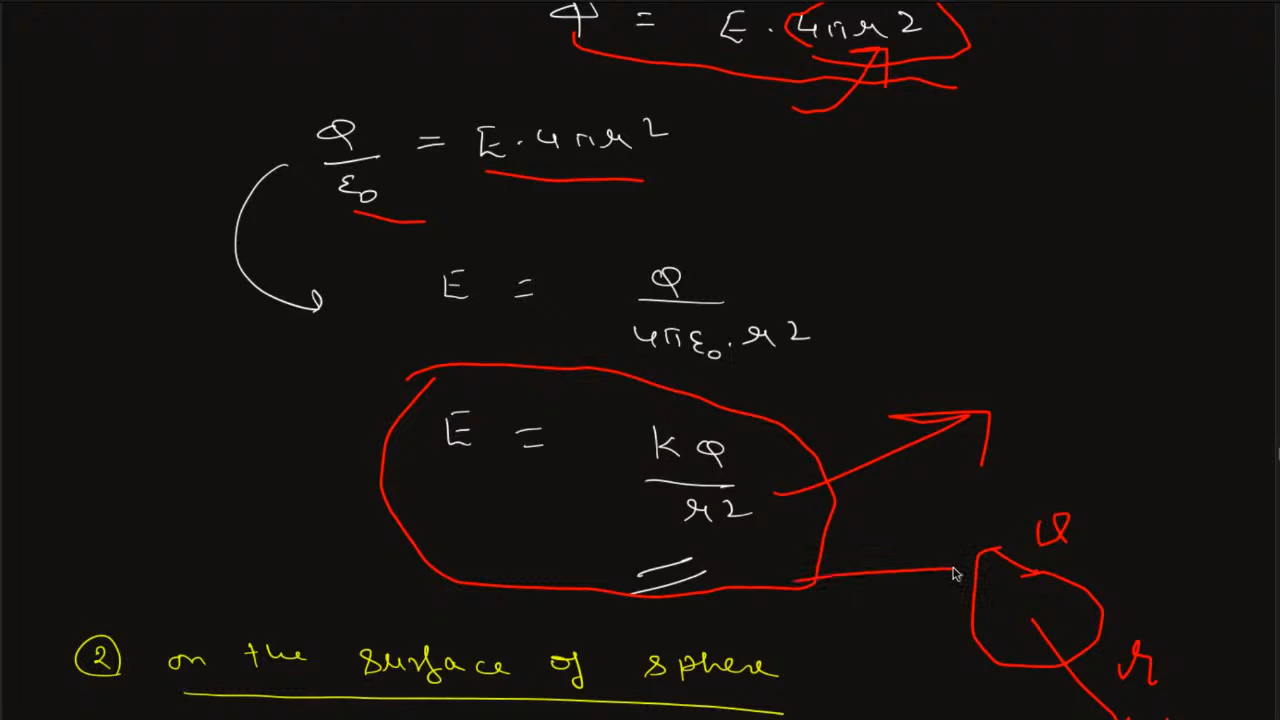 Φ = E . 4πr2
Q/ε0 = E . 4πr2
E = Q/4πε0 . r2
E = KQ/r2
Q
② on the surface of sphere
r